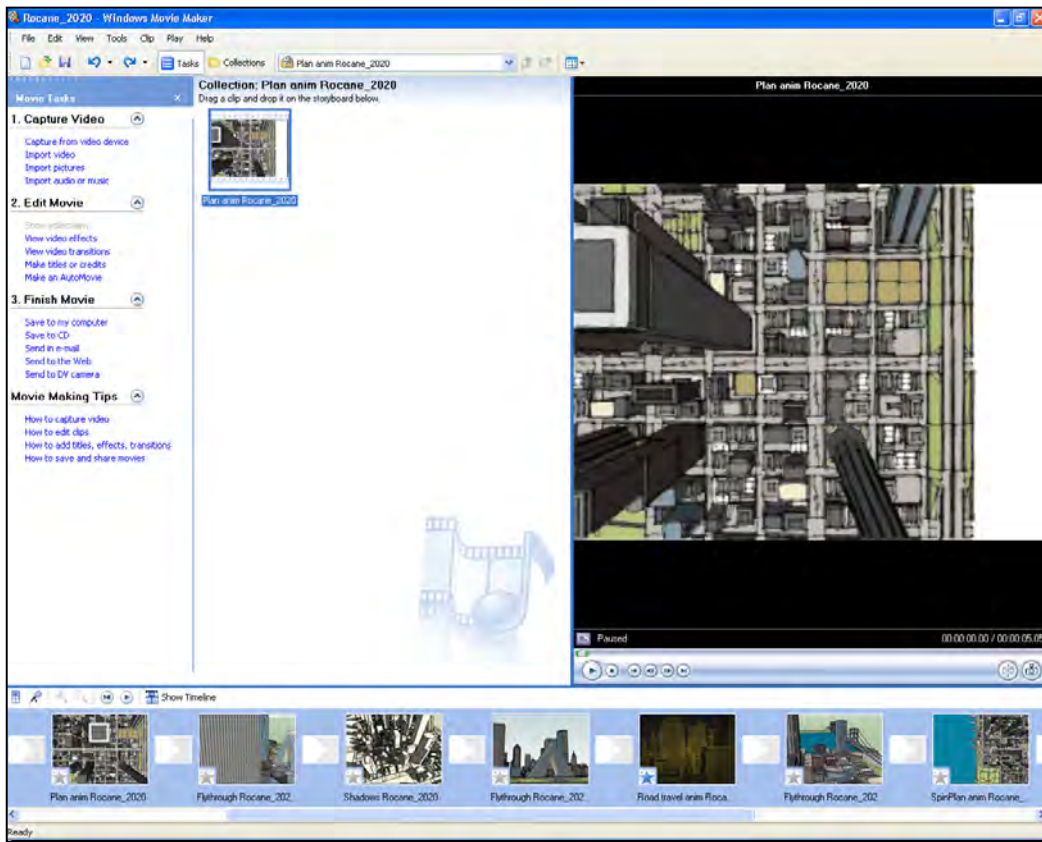 Rocane_2020 - Windows Movie Maker
File Edit View Tools Clip Play Help
Tasks Collections Plan anim Rocane_2020
Movie Tasks
1. Capture Video
Capture from video device
Import video
Import pictures
Import audio or music
2. Edit Movie
Show collections
View video effects
View video transitions
Make titles or credits
Make an AutoMovie
3. Finish Movie
Save to my computer
Save to CD
Send in e-mail
Send to the Web
Send to DV camera
Movie Making Tips
How to capture video
How to edit clips
How to add titles, effects, transitions
How to save and share movies
Collection: Plan anim Rocane_2020
Drag a clip and drop it on the storyboard below.
Plan anim Rocane_2020
Plan anim Rocane_2020
Paused 00:00:00.00 / 00:00:05.05
Show Timeline
Plan anim Rocane_2020 Flythrough Rocane_202... Shadows Rocane_2020 Flythrough Rocane_202... Road travel anim Roca... Flythrough Rocane_202 SpinPlan anim Rocane_...
Ready